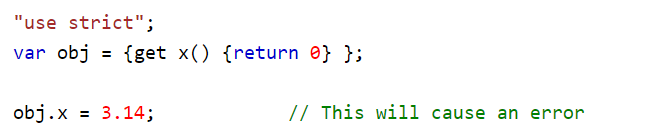 "use strict";
var obj = {get x() {return 0} };
obj.x = 3.14;            // This will cause an error